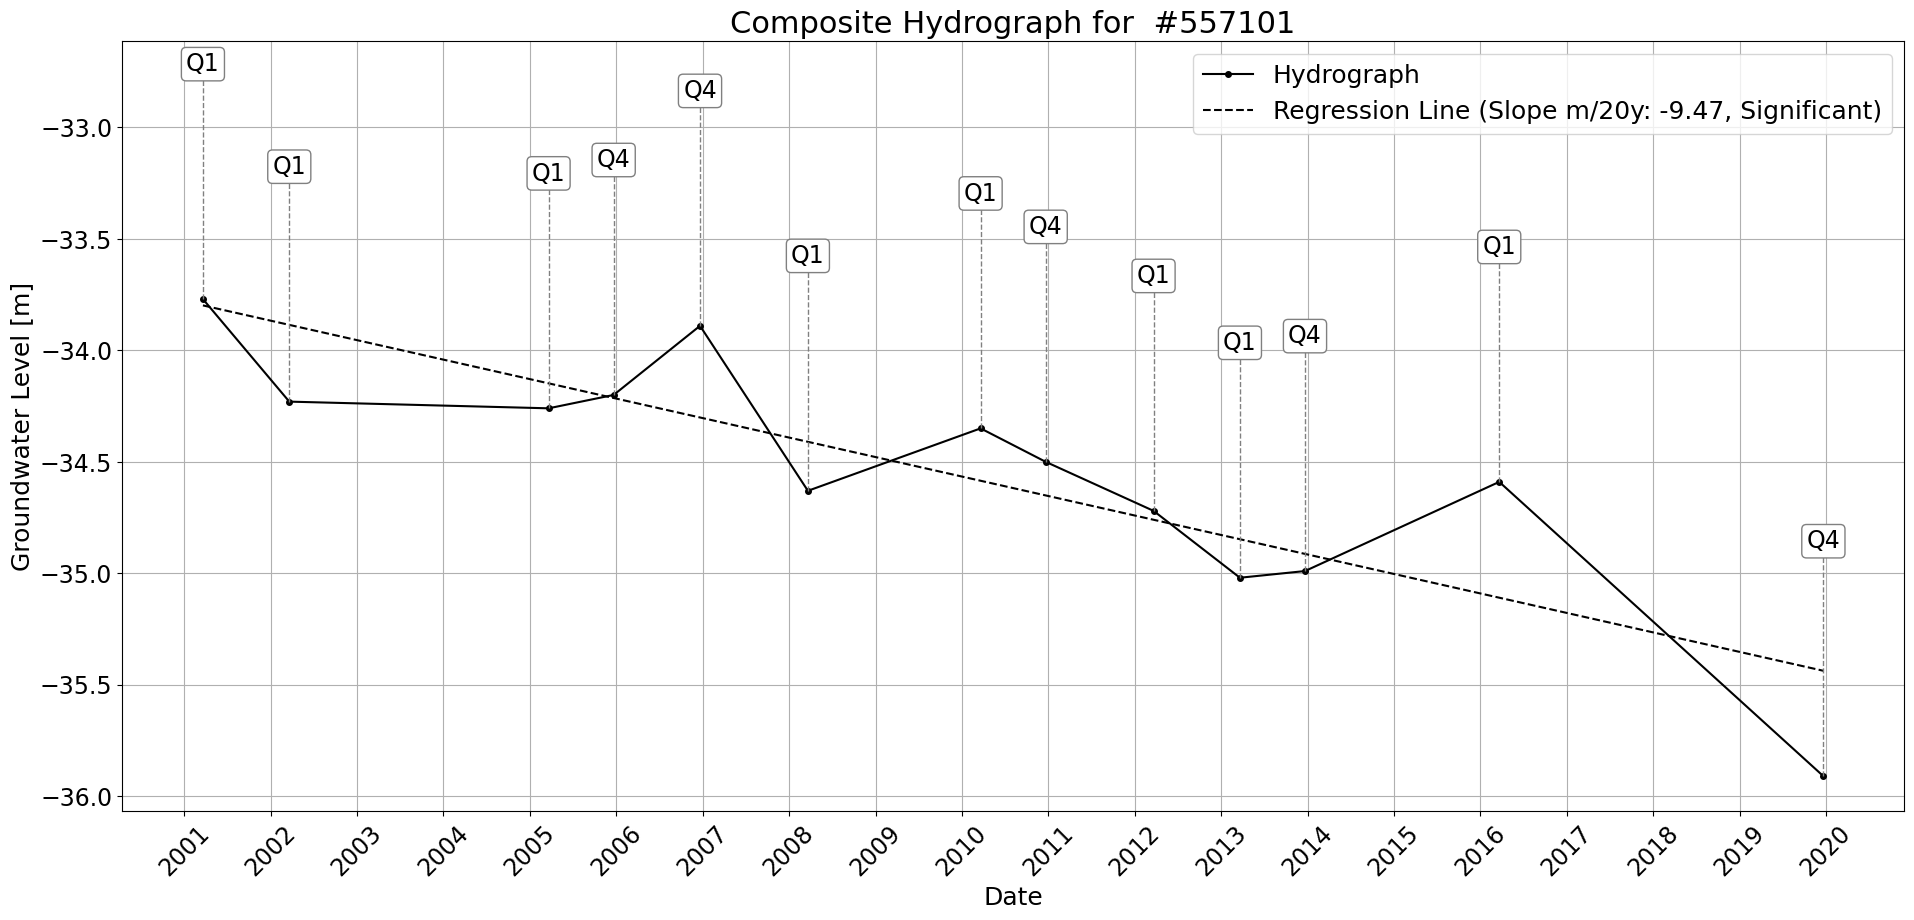 Composite Hydrograph for  #557101
Hydrograph
Regression Line (Slope m/20y: -9.47, Significant)
Q1
Q1
Q1
Q4
Q4
Q1
Q1
Q4
Q1
Q1
Q4
Q1
Q4
Groundwater Level [m]
−33.0
−33.5
−34.0
−34.5
−35.0
−35.5
−36.0
2001
2002
2003
2004
2005
2006
2007
2008
2009
2010
2011
2012
2013
2014
2015
2016
2017
2018
2019
2020
Date